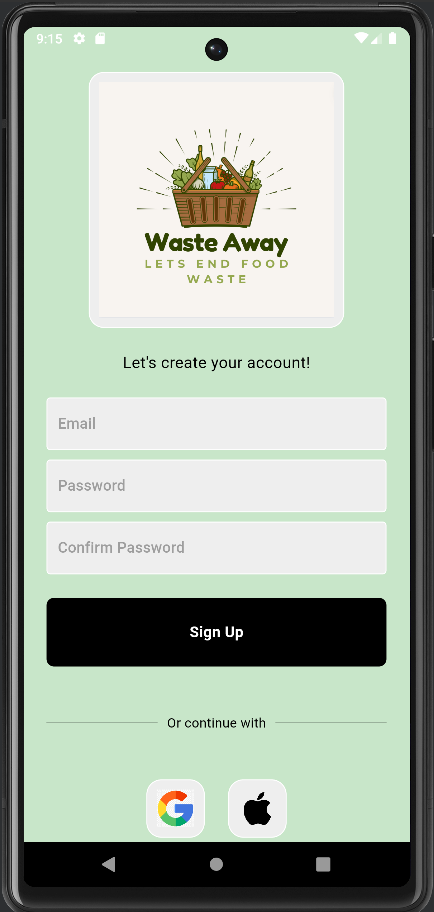 9:15
Waste Away
LETS END FOOD
WASTE
Let's create your account!
Email
Password
Confirm Password
Sign Up
Or continue with
G